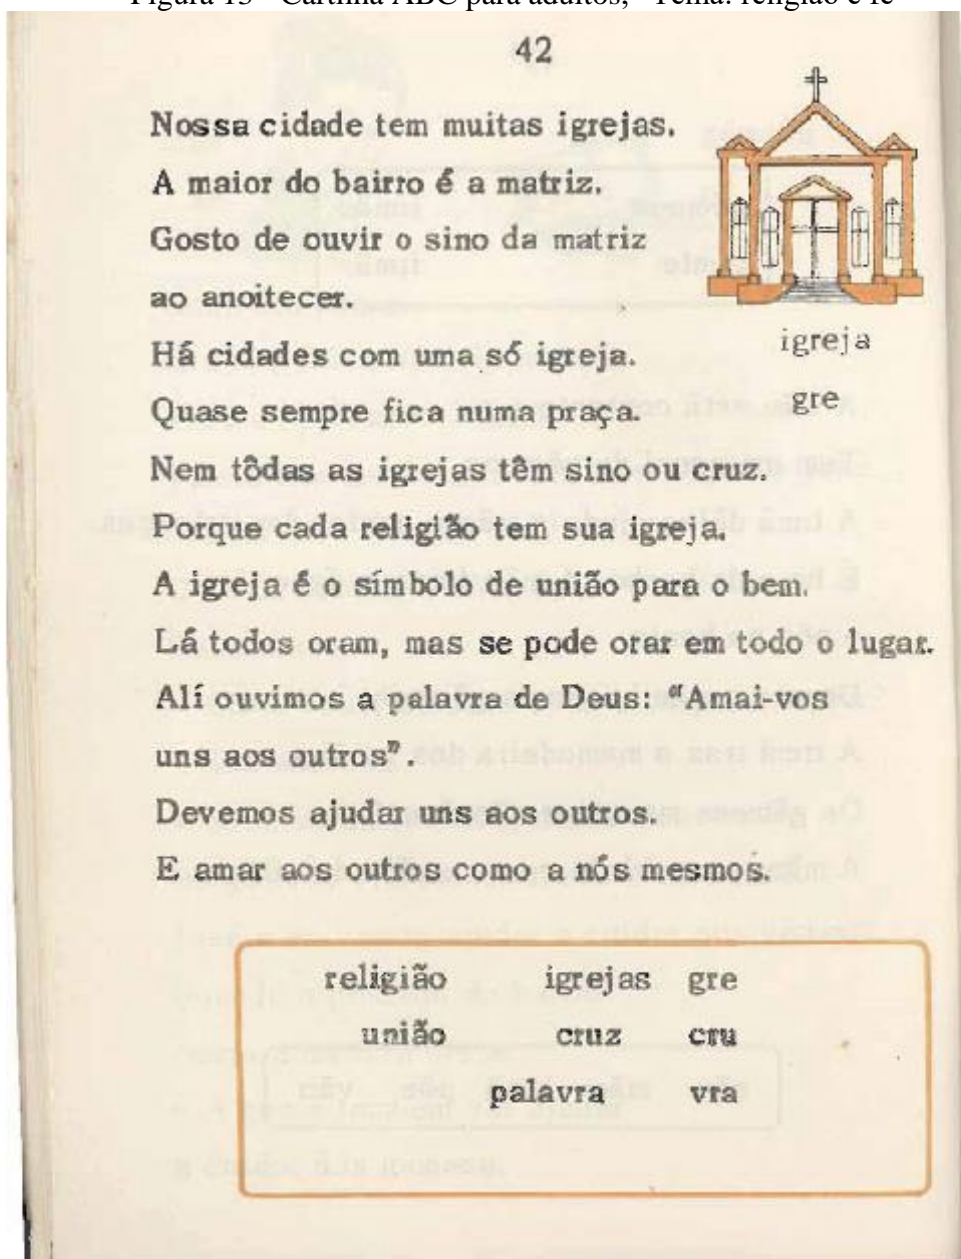 Figura 13 - Cartilha ABC para adultos, - Tema: religião e fé
42
Nossa cidade tem muitas igrejas.
A maior do bairro é a matriz.
Gosto de ouvir o sino da matriz
ao anoitecer.
Há cidades com uma só igreja.
Quase sempre fica numa praça.
Nem tôdas as igrejas têm sino ou cruz.
Porque cada religião tem sua igreja.
A igreja é o símbolo de união para o bem.
Lá todos oram, mas se pode orar em todo o lugar.
Alí ouvimos a palavra de Deus: "Amai-vos
uns aos outros".
Devemos ajudar uns aos outros.
E amar aos outros como a nós mesmos.
igreja
gre
religião igrejas gre
união cruz cru
palavra vra